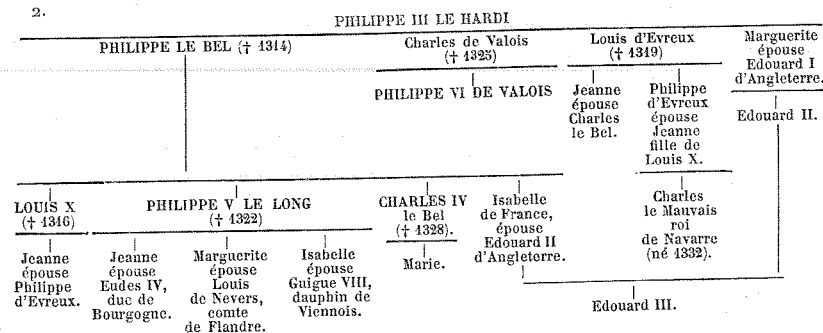 2.
PHILIPPE III LE HARDI
PHILIPPE LE BEL († 1314)
Charles de Valois
(† 1325)
PHILIPPE VI DE VALOIS
Louis d'Evreux
(† 1319)
Jeanne
épouse
Charles
le Bel.
Philippe
d'Evreux
épouse
Jeanne
fille de
Louis X.
Marguerite
épouse
Edouard I
d'Angleterre.
Edouard II.
LOUIS X
(† 1316)
PHILIPPE V LE LONG
(† 1322)
CHARLES IV
le Bel
(† 1328).
Isabelle
de France,
épouse
Edouard II
d'Angleterre.
Charles
le Mauvais
roi
de Navarre
(né 1332).
Jeanne
épouse
Philippe
d'Evreux.
Jeanne
épouse
Eudes IV,
duc de
Bourgogne.
Marguerite
épouse
Louis
de Nevers,
comte
de Flandre.
Isabelle
épouse
Guigue VIII,
dauphin de
Viennois.
Marie.
Edouard III.